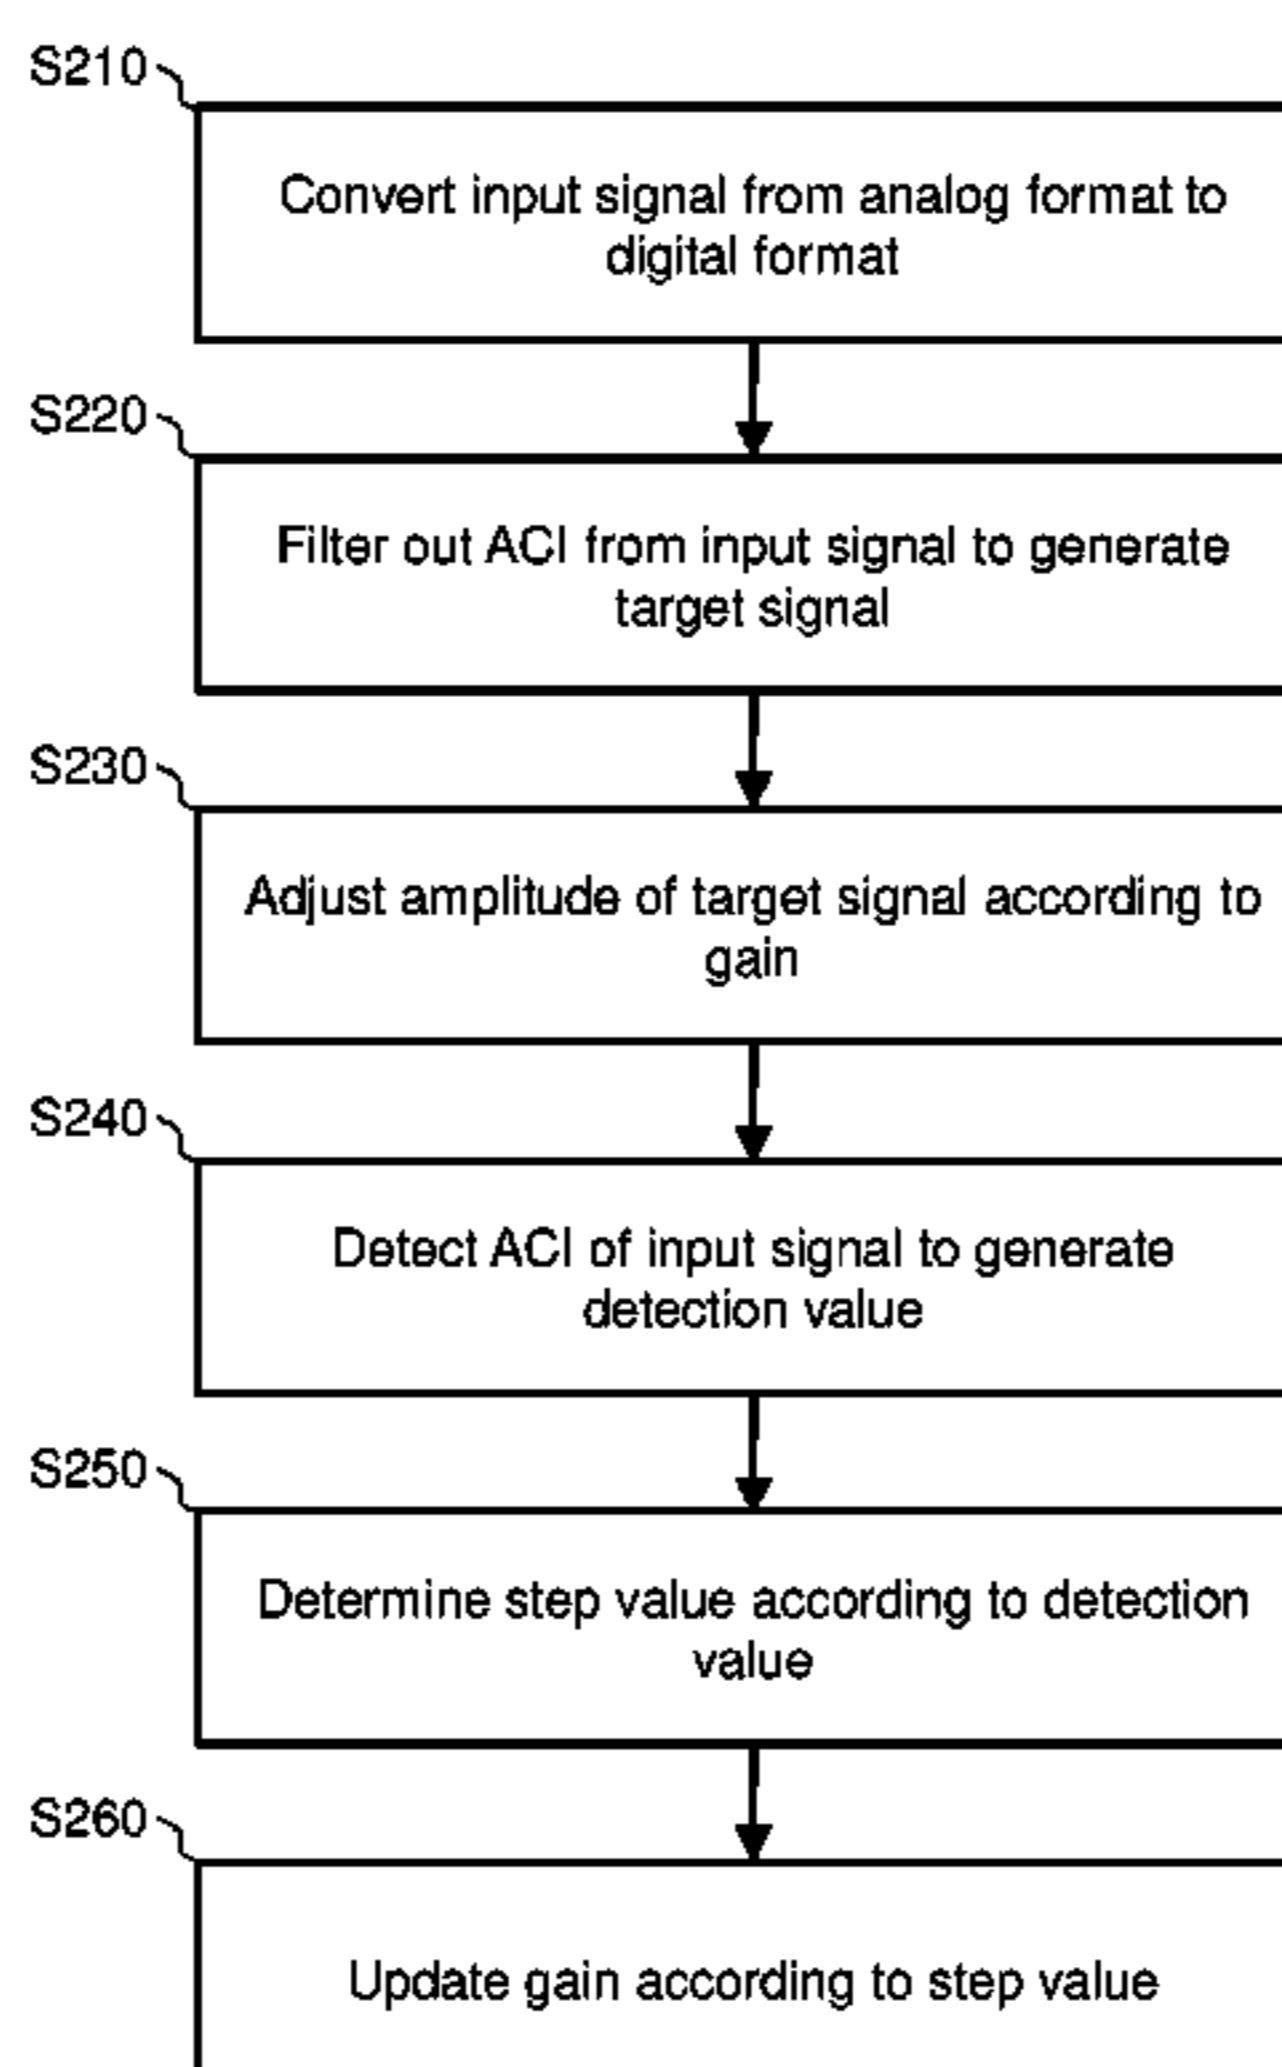 S210
Convert input signal from analog format to
digital format
S220
Filter out ACI from input signal to generate
target signal
S230
Adjust amplitude of target signal according to
gain
S240
Detect ACI of input signal to generate
detection value
S250
Determine step value according to detection
value
S260
Update gain according to step value